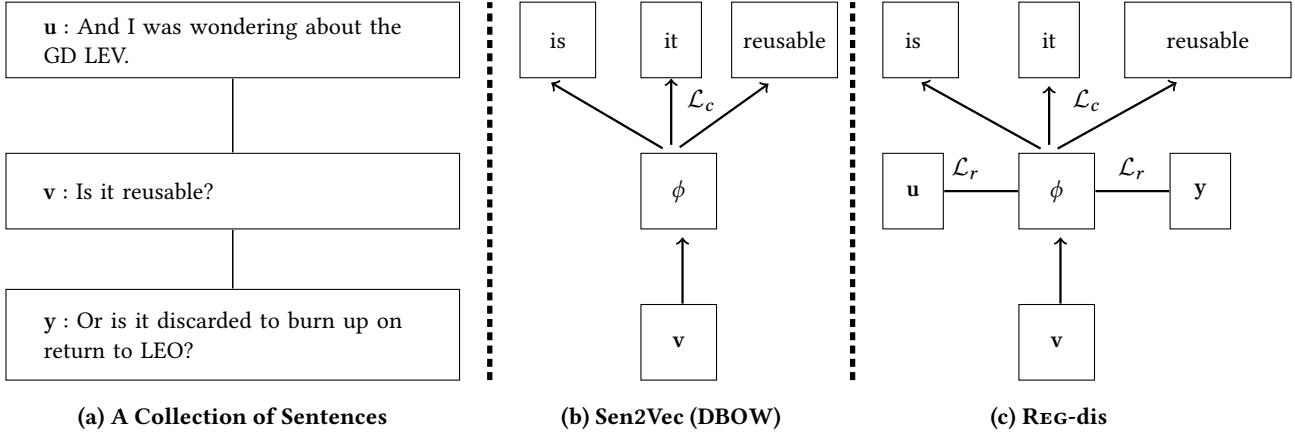 u : And I was wondering about the
GD LEV.
v : Is it reusable?
y : Or is it discarded to burn up on
return to LEO?
(a) A Collection of Sentences
is it reusable
ℒc
ϕ
v
(b) Sen2Vec (DBOW)
is it reusable
ℒc
u ℒr ϕ ℒr y
v
(c) Reg-dis